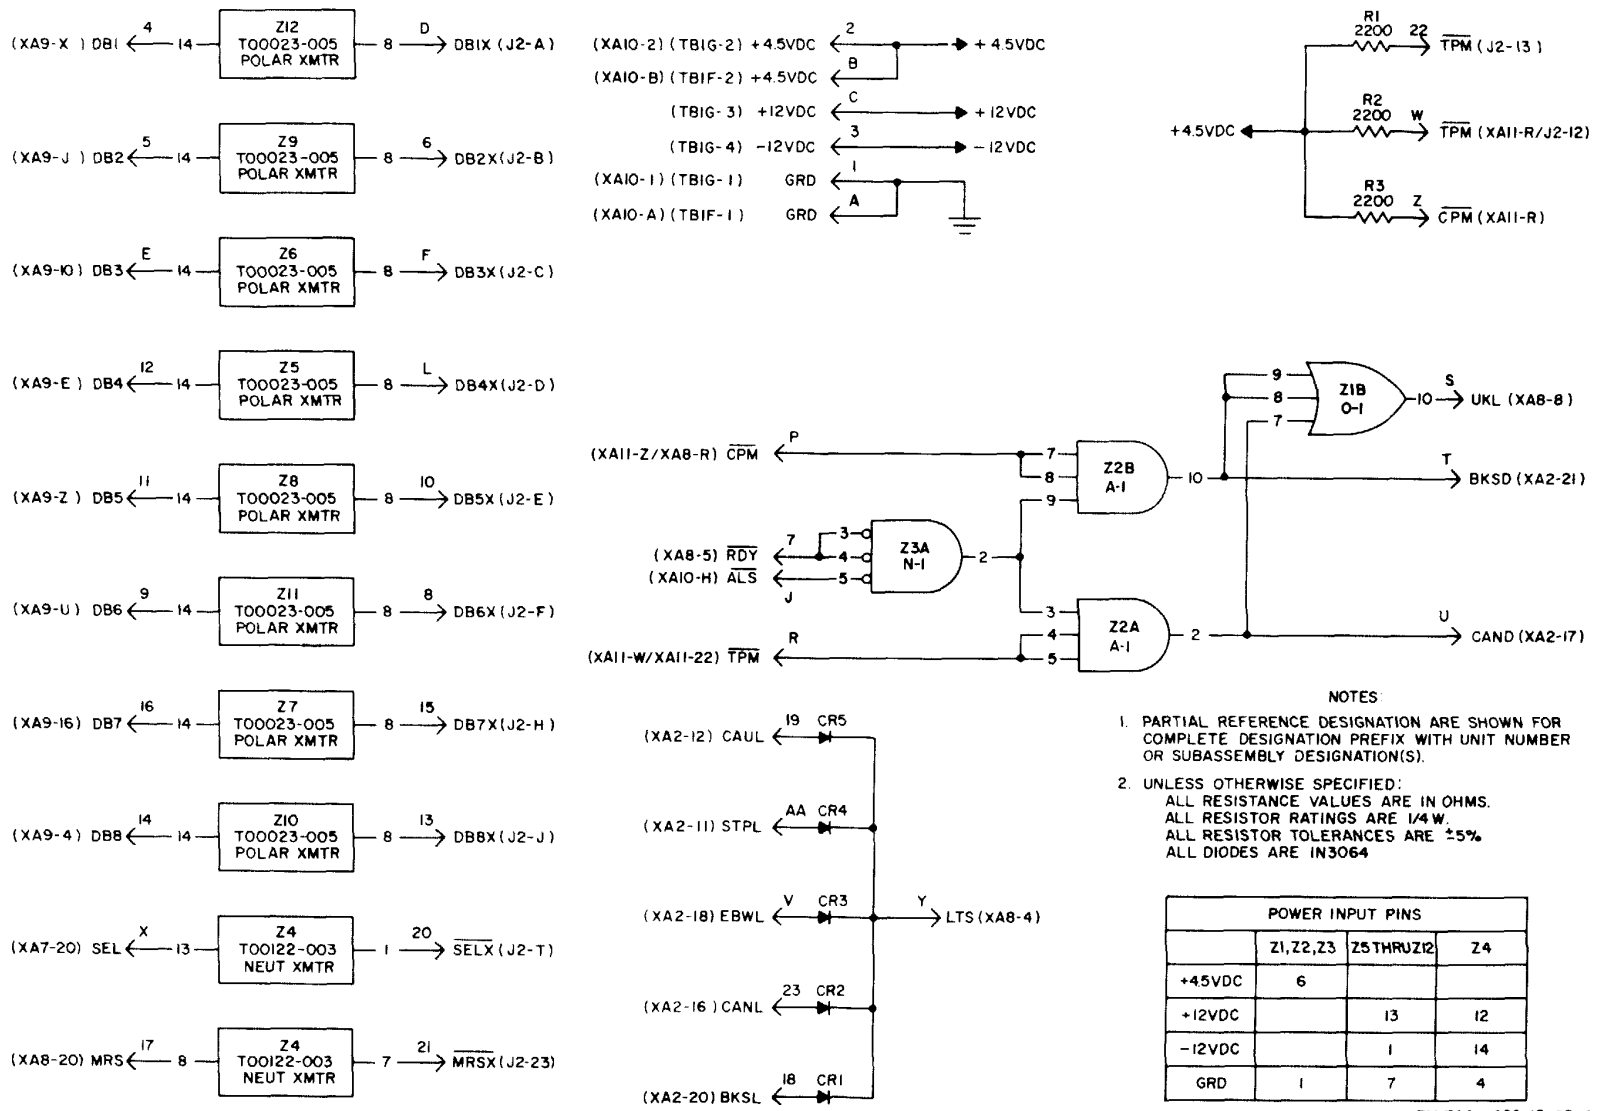 (XA9-X ) DB1 4 14 Z12 T00023-005 POLAR XMTR 8 D DB1X (J2-A)
(XA9-J) DB2 5 14 Z9 T00023-005 POLAR XMTR 8 6 DB2X (J2-B)
(XA9-10) DB3 E 14 Z6 T00023-005 POLAR XMTR 8 F DB3X (J2-C)
(XA9-E) DB4 12 14 Z5 T00023-005 POLAR XMTR 8 L DB4X (J2-D)
(XA9-Z) DB5 11 14 Z8 T00023-005 POLAR XMTR 8 10 DB5X (J2-E)
(XA9-U) DB6 9 14 Z11 T00023-005 POLAR XMTR 8 8 DB6X (J2-F)
(XA9-16) DB7 16 14 Z7 T00023-005 POLAR XMTR 8 15 DB7X (J2-H)
(XA9-4) DB8 14 14 Z10 T00023-005 POLAR XMTR 8 13 DB8X (J2-J)
(XA7-20) SEL X 13 Z4 T00122-003 NEUT XMTR 1 20 SELX (J2-T)
(XA8-20) MRS 17 8 Z4 T00122-003 NEUT XMTR 7 21 MRSX (J2-23)
(XA10-2) (TB1G-2) +4.5VDC 2 +4.5VDC
(XA10-B) (TB1F-2) +4.5VDC B
(TB1G-3) +12VDC C +12VDC
(TB1G-4) -12VDC 3 -12VDC
(XA10-1) (TB1G-1) GRD 1
(XA10-A) (TB1F-1) GRD A
R1 2200 22 TPM (J2-13)
+4.5VDC R2 2200 W TPM (XA11-R/J2-12)
R3 2200 Z CPM (XA11-R)
9 8 7 Z1B O-1 10 S UKL (XA8-8)
(XA11-Z/XA8-R) CPM P 7 8 9 Z2B A-1 10 T BKSD (XA2-21)
(XA8-5) RDY 7 3 4 Z3A N-1 2
(XA10-H) ALS J 5
(XA11-W/XA11-22) TPM R 3 4 5 Z2A A-1 2 U CAND (XA2-17)
(XA2-12) CAUL 19 CR5
(XA2-11) STPL AA CR4
(XA2-18) EBWL V CR3 Y LTS (XA8-4)
(XA2-16) CANL 23 CR2
(XA2-20) BKSL 18 CR1
NOTES:
1. PARTIAL REFERENCE DESIGNATION ARE SHOWN FOR
COMPLETE DESIGNATION PREFIX WITH UNIT NUMBER
OR SUBASSEMBLY DESIGNATION(S).
2. UNLESS OTHERWISE SPECIFIED:
ALL RESISTANCE VALUES ARE IN OHMS.
ALL RESISTOR RATINGS ARE 1/4 W.
ALL RESISTOR TOLERANCES ARE ±5%
ALL DIODES ARE 1N3064
POWER INPUT PINS
Z1,Z2,Z3 Z5 THRU Z12 Z4
+4.5VDC 6
+12VDC 13 12
-12VDC 1 14
GRD 1 7 4